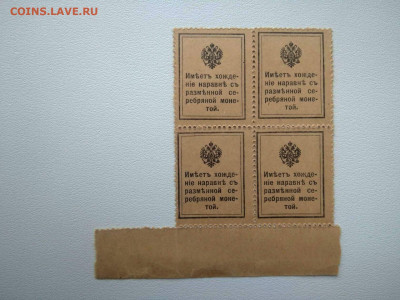 COINS.LAVE.RU
Имѣетъ хожде-
ніе наравнѣ съ
размѣнной се-
ребряной моне-
той.
Имѣетъ хожде-
ніе наравнѣ съ
размѣнной се-
ребряной моне-
той.
Имѣетъ хожде-
ніе наравнѣ съ
размѣнной се-
ребряной моне-
той.
Имѣетъ хожде-
ніе наравнѣ съ
размѣнной се-
ребряной моне-
той.